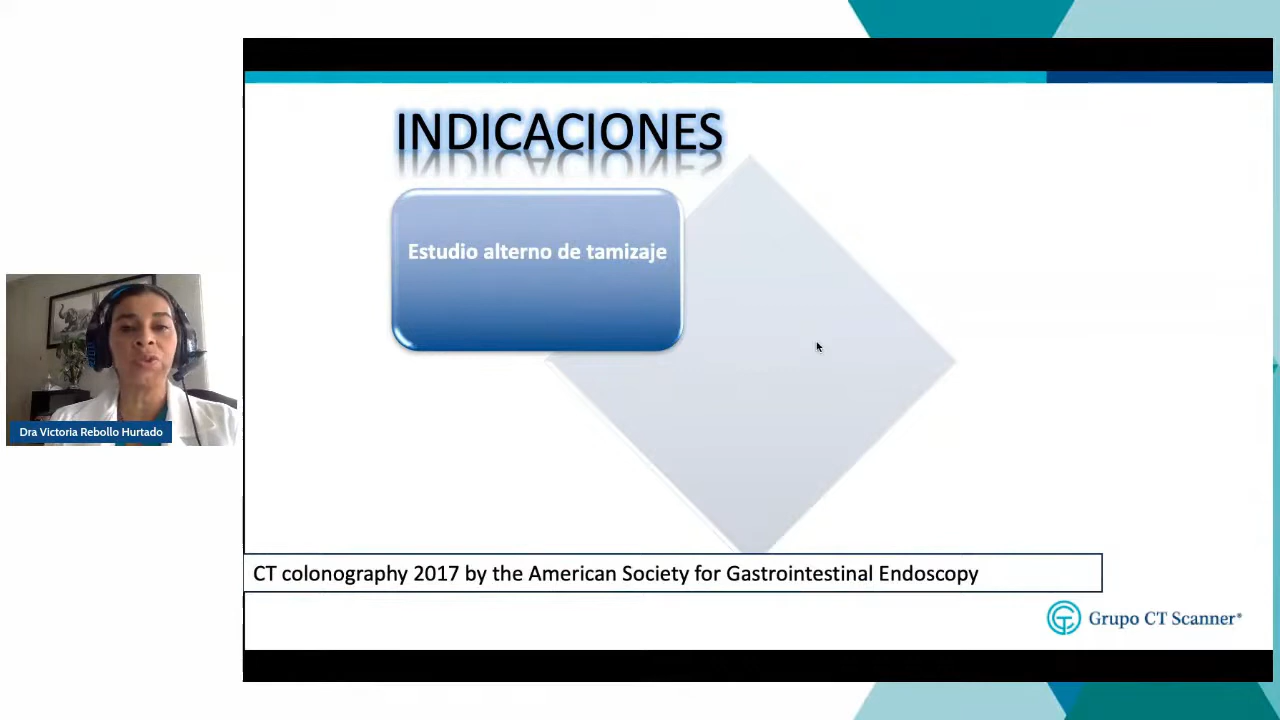 INDICACIONES
Estudio alterno de tamizaje
Dra Victoria Rebollo Hurtado
CT colonography 2017 by the American Society for Gastrointestinal Endoscopy
Grupo CT Scanner®